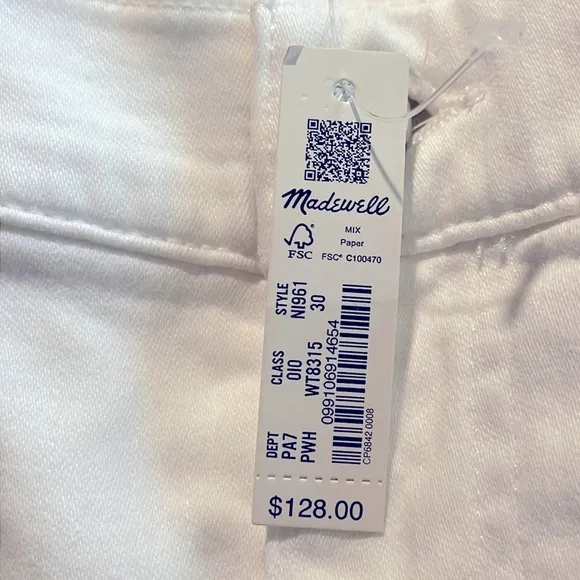 Madewell
MIX
Paper
FSC® C100470
FSC
DEPT CLASS STYLE
PA7 010 NI961
PWH WT8315 30
099106914654
CP6842 0008
$128.00